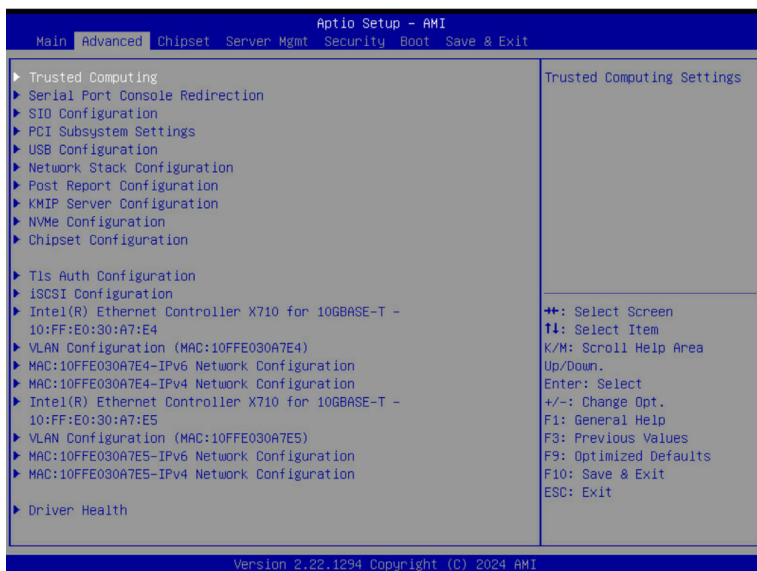 Aptio Setup – AMI
Main Advanced Chipset Server Mgmt Security Boot Save & Exit
Trusted Computing
Serial Port Console Redirection
SIO Configuration
PCI Subsystem Settings
USB Configuration
Network Stack Configuration
Post Report Configuration
KMIP Server Configuration
NVMe Configuration
Chipset Configuration
Tls Auth Configuration
iSCSI Configuration
Intel(R) Ethernet Controller X710 for 10GBASE-T –
10:FF:E0:30:A7:E4
VLAN Configuration (MAC:10FFE030A7E4)
MAC:10FFE030A7E4-IPv6 Network Configuration
MAC:10FFE030A7E4-IPv4 Network Configuration
Intel(R) Ethernet Controller X710 for 10GBASE-T –
10:FF:E0:30:A7:E5
VLAN Configuration (MAC:10FFE030A7E5)
MAC:10FFE030A7E5-IPv6 Network Configuration
MAC:10FFE030A7E5-IPv4 Network Configuration
Driver Health
Trusted Computing Settings
→←: Select Screen
↑↓: Select Item
K/M: Scroll Help Area
Up/Down.
Enter: Select
+/-: Change Opt.
F1: General Help
F3: Previous Values
F9: Optimized Defaults
F10: Save & Exit
ESC: Exit
Version 2.22.1294 Copyright (C) 2024 AMI